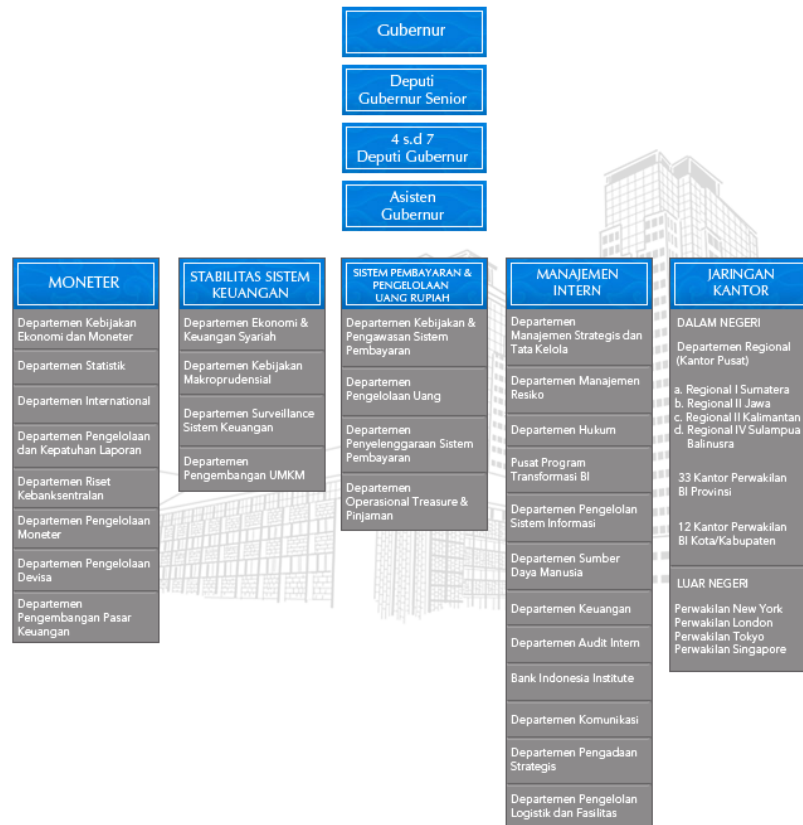 Gubernur
Deputi
Gubernur Senior
4 s.d 7
Deputi Gubernur
Asisten
Gubernur
MONETER
Departemen Kebijakan
Ekonomi dan Moneter
Departemen Statistik
Departemen International
Departemen Pengelolaan
dan Kepatuhan Laporan
Departemen Riset
Kebanksentralan
Departemen Pengelolaan
Moneter
Departemen Pengelolaan
Devisa
Departemen
Pengembangan Pasar
Keuangan
STABILITAS SISTEM
KEUANGAN
Departemen Ekonomi &
Keuangan Syariah
Departemen Kebijakan
Makroprudensial
Departemen Surveillance
Sistem Keuangan
Departemen
Pengembangan UMKM
SISTEM PEMBAYARAN &
PENGELOLAAN
UANG RUPIAH
Departemen Kebijakan &
Pengawasan Sistem
Pembayaran
Departemen
Pengelolaan Uang
Departemen
Penyelenggaraan Sistem
Pembayaran
Departemen
Operasional Treasure &
Pinjaman
MANAJEMEN
INTERN
Departemen
Manajemen Strategis dan
Tata Kelola
Departemen Manajemen
Resiko
Departemen Hukum
Pusat Program
Transformasi BI
Departemen Pengelolan
Sistem Informasi
Departemen Sumber
Daya Manusia
Departemen Keuangan
Departemen Audit Intern
Bank Indonesia Institute
Departemen Komunikasi
Departemen Pengadaan
Strategis
Departemen Pengelolan
Logistik dan Fasilitas
JARINGAN
KANTOR
DALAM NEGERI
Departemen Regional
(Kantor Pusat)
a. Regional I Sumatera
b. Regional II Jawa
c. Regional II Kalimantan
d. Regional IV Sulampua
Balinusra
33 Kantor Perwakilan
BI Provinsi
12 Kantor Perwakilan
BI Kota/Kabupaten
LUAR NEGERI
Perwakilan New York
Perwakilan London
Perwakilan Tokyo
Perwakilan Singapore